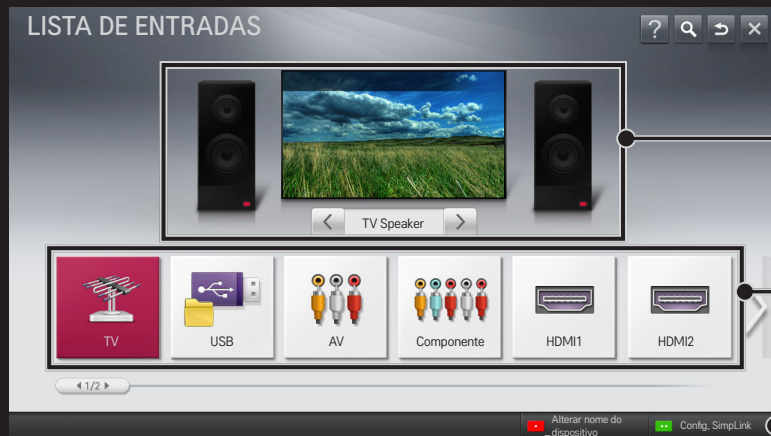 LISTA DE ENTRADAS
?
TV Speaker
TV
USB
AV
Componente
HDMI1
HDMI2
1/2
Alterar nome do
dispositivo
Config, SimpLink